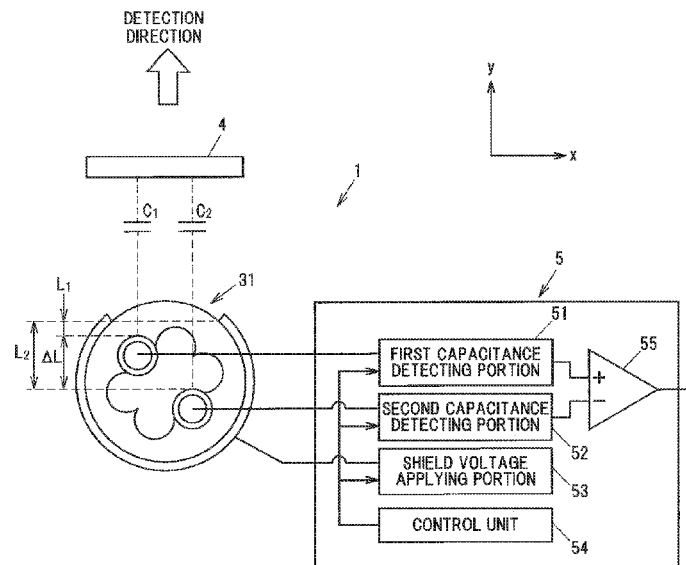 DETECTION
DIRECTION
y
x
4
1
C1
C2
L1
L2
ΔL
31
5
51
FIRST CAPACITANCE
DETECTING PORTION
55
+
−
SECOND CAPACITANCE
DETECTING PORTION
52
SHIELD VOLTAGE
APPLYING PORTION
53
CONTROL UNIT
54